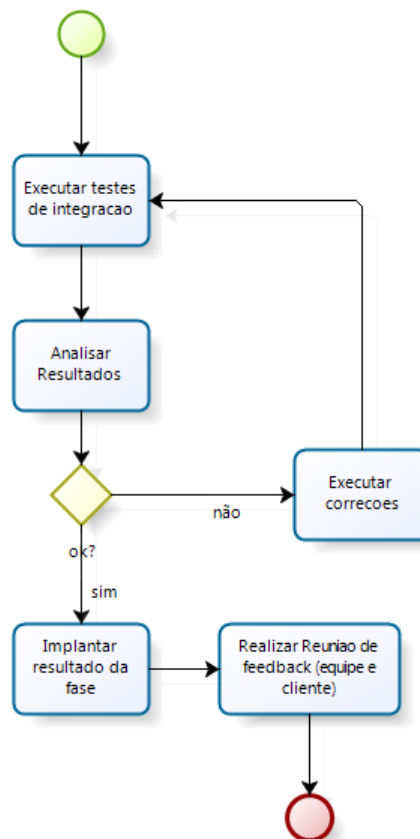 Executar testes
de integracao
Analisar
Resultados
não
Executar
correcoes
ok?
sim
Implantar
resultado da
fase
Realizar Reuniao de
feedback (equipe e
cliente)